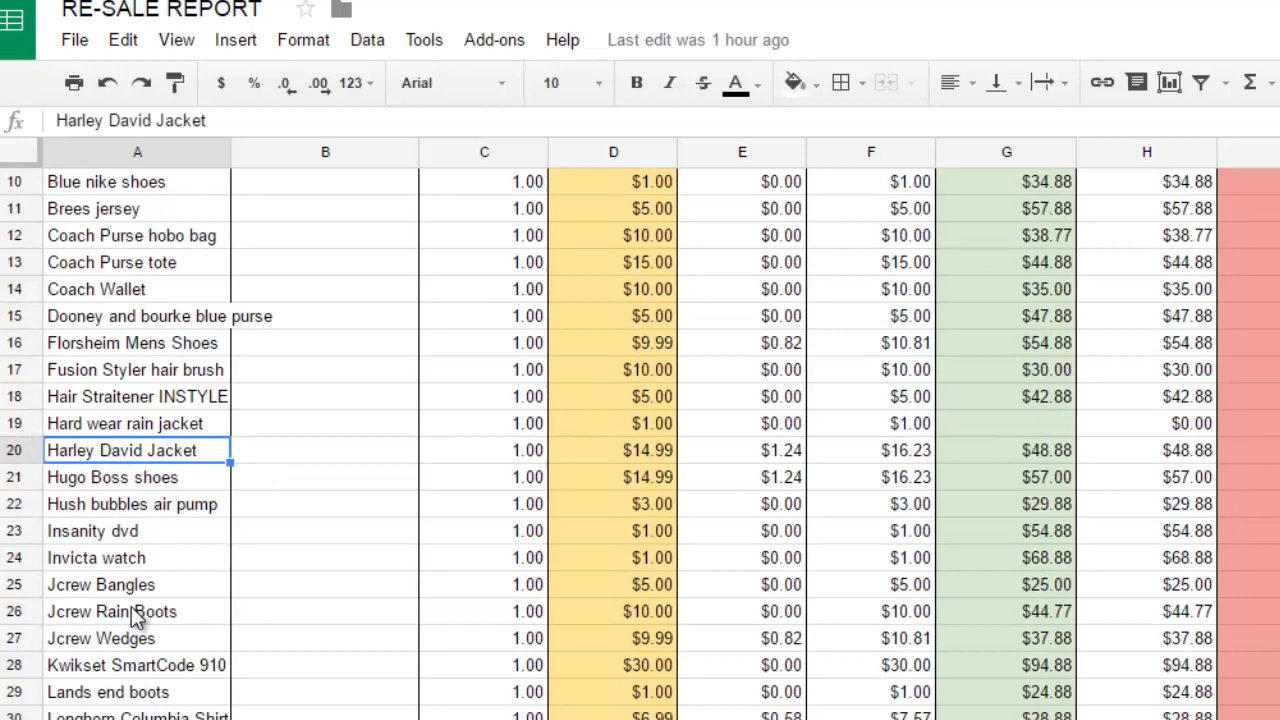 RE-SALE REPORT
File Edit View Insert Format Data Tools Add-ons Help Last edit was 1 hour ago
$ % .0 .00 123 Arial 10 B I S A Σ
fx Harley David Jacket
A B C D E F G H
10 Blue nike shoes 1.00 $1.00 $0.00 $1.00 $34.88 $34.88
11 Brees jersey 1.00 $5.00 $0.00 $5.00 $57.88 $57.88
12 Coach Purse hobo bag 1.00 $10.00 $0.00 $10.00 $38.77 $38.77
13 Coach Purse tote 1.00 $15.00 $0.00 $15.00 $44.88 $44.88
14 Coach Wallet 1.00 $10.00 $0.00 $10.00 $35.00 $35.00
15 Dooney and bourke blue purse 1.00 $5.00 $0.00 $5.00 $47.88 $47.88
16 Florsheim Mens Shoes 1.00 $9.99 $0.82 $10.81 $54.88 $54.88
17 Fusion Styler hair brush 1.00 $10.00 $0.00 $10.00 $30.00 $30.00
18 Hair Straitener INSTYLE 1.00 $5.00 $0.00 $5.00 $42.88 $42.88
19 Hard wear rain jacket 1.00 $1.00 $0.00 $1.00 $0.00
20 Harley David Jacket 1.00 $14.99 $1.24 $16.23 $48.88 $48.88
21 Hugo Boss shoes 1.00 $14.99 $1.24 $16.23 $57.00 $57.00
22 Hush bubbles air pump 1.00 $3.00 $0.00 $3.00 $29.88 $29.88
23 Insanity dvd 1.00 $1.00 $0.00 $1.00 $54.88 $54.88
24 Invicta watch 1.00 $1.00 $0.00 $1.00 $68.88 $68.88
25 Jcrew Bangles 1.00 $5.00 $0.00 $5.00 $25.00 $25.00
26 Jcrew Rain Boots 1.00 $10.00 $0.00 $10.00 $44.77 $44.77
27 Jcrew Wedges 1.00 $9.99 $0.82 $10.81 $37.88 $37.88
28 Kwikset SmartCode 910 1.00 $30.00 $0.00 $30.00 $94.88 $94.88
29 Lands end boots 1.00 $1.00 $0.00 $1.00 $24.88 $24.88
30 Longhorn Columbia Shirt 1.00 $6.99 $0.58 $7.57 $28.88 $28.88